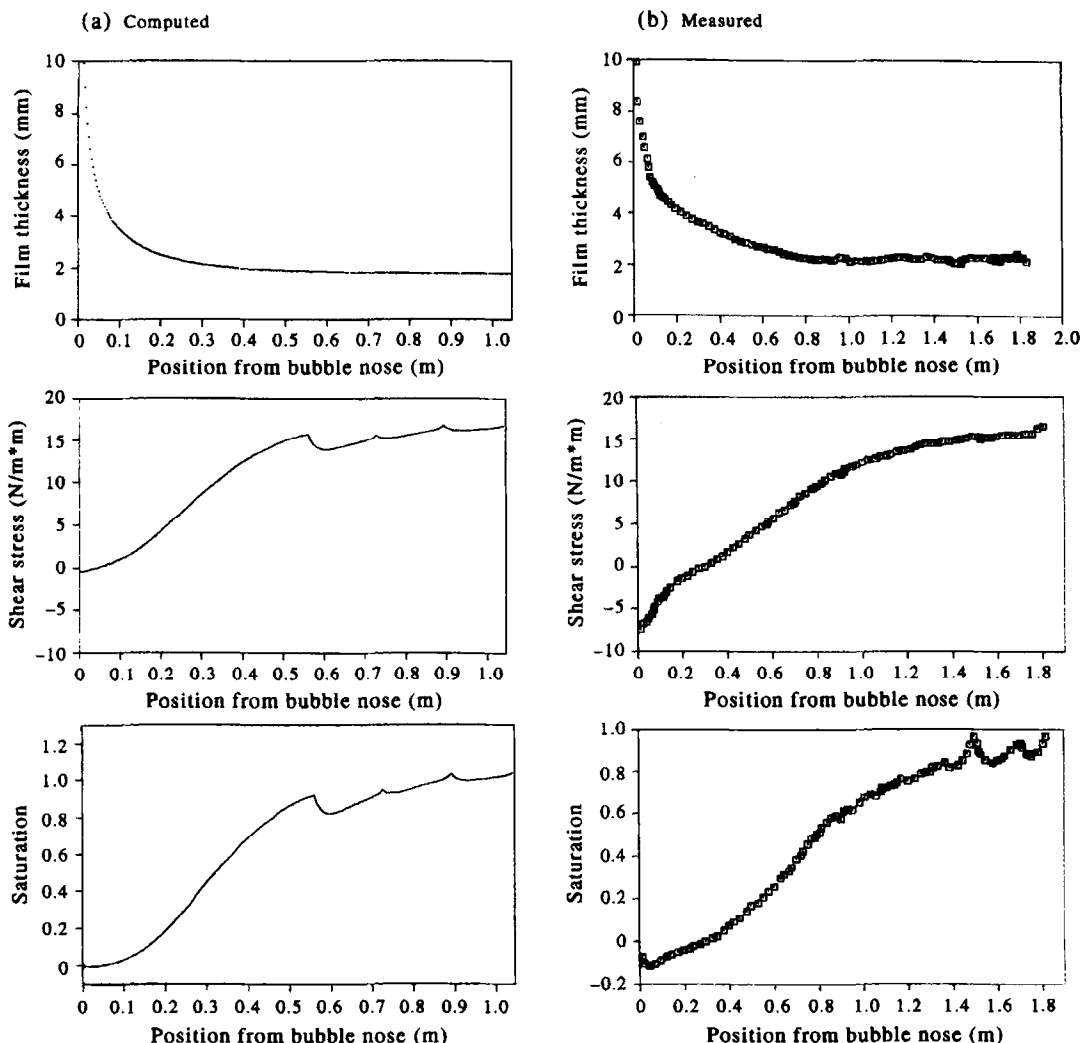 (a) Computed
(b) Measured
Film thickness (mm)
10
8
6
4
2
0
0 0.1 0.2 0.3 0.4 0.5 0.6 0.7 0.8 0.9 1.0
Position from bubble nose (m)
Film thickness (mm)
10
8
6
4
2
0
0 0.2 0.4 0.6 0.8 1.0 1.2 1.4 1.6 1.8 2.0
Position from bubble nose (m)
Shear stress (N/m*m)
20
15
10
5
0
−5
−10
0 0.1 0.2 0.3 0.4 0.5 0.6 0.7 0.8 0.9 1.0
Position from bubble nose (m)
Shear stress (N/m*m)
20
15
10
5
0
−5
−10
0 0.2 0.4 0.6 0.8 1.0 1.2 1.4 1.6 1.8
Position from bubble nose (m)
Saturation
1.2
1.0
0.8
0.6
0.4
0.2
0
0 0.1 0.2 0.3 0.4 0.5 0.6 0.7 0.8 0.9 1.0
Position from bubble nose (m)
Saturation
1.0
0.8
0.6
0.4
0.2
0
−0.2
0 0.2 0.4 0.6 0.8 1.0 1.2 1.4 1.6 1.8
Position from bubble nose (m)